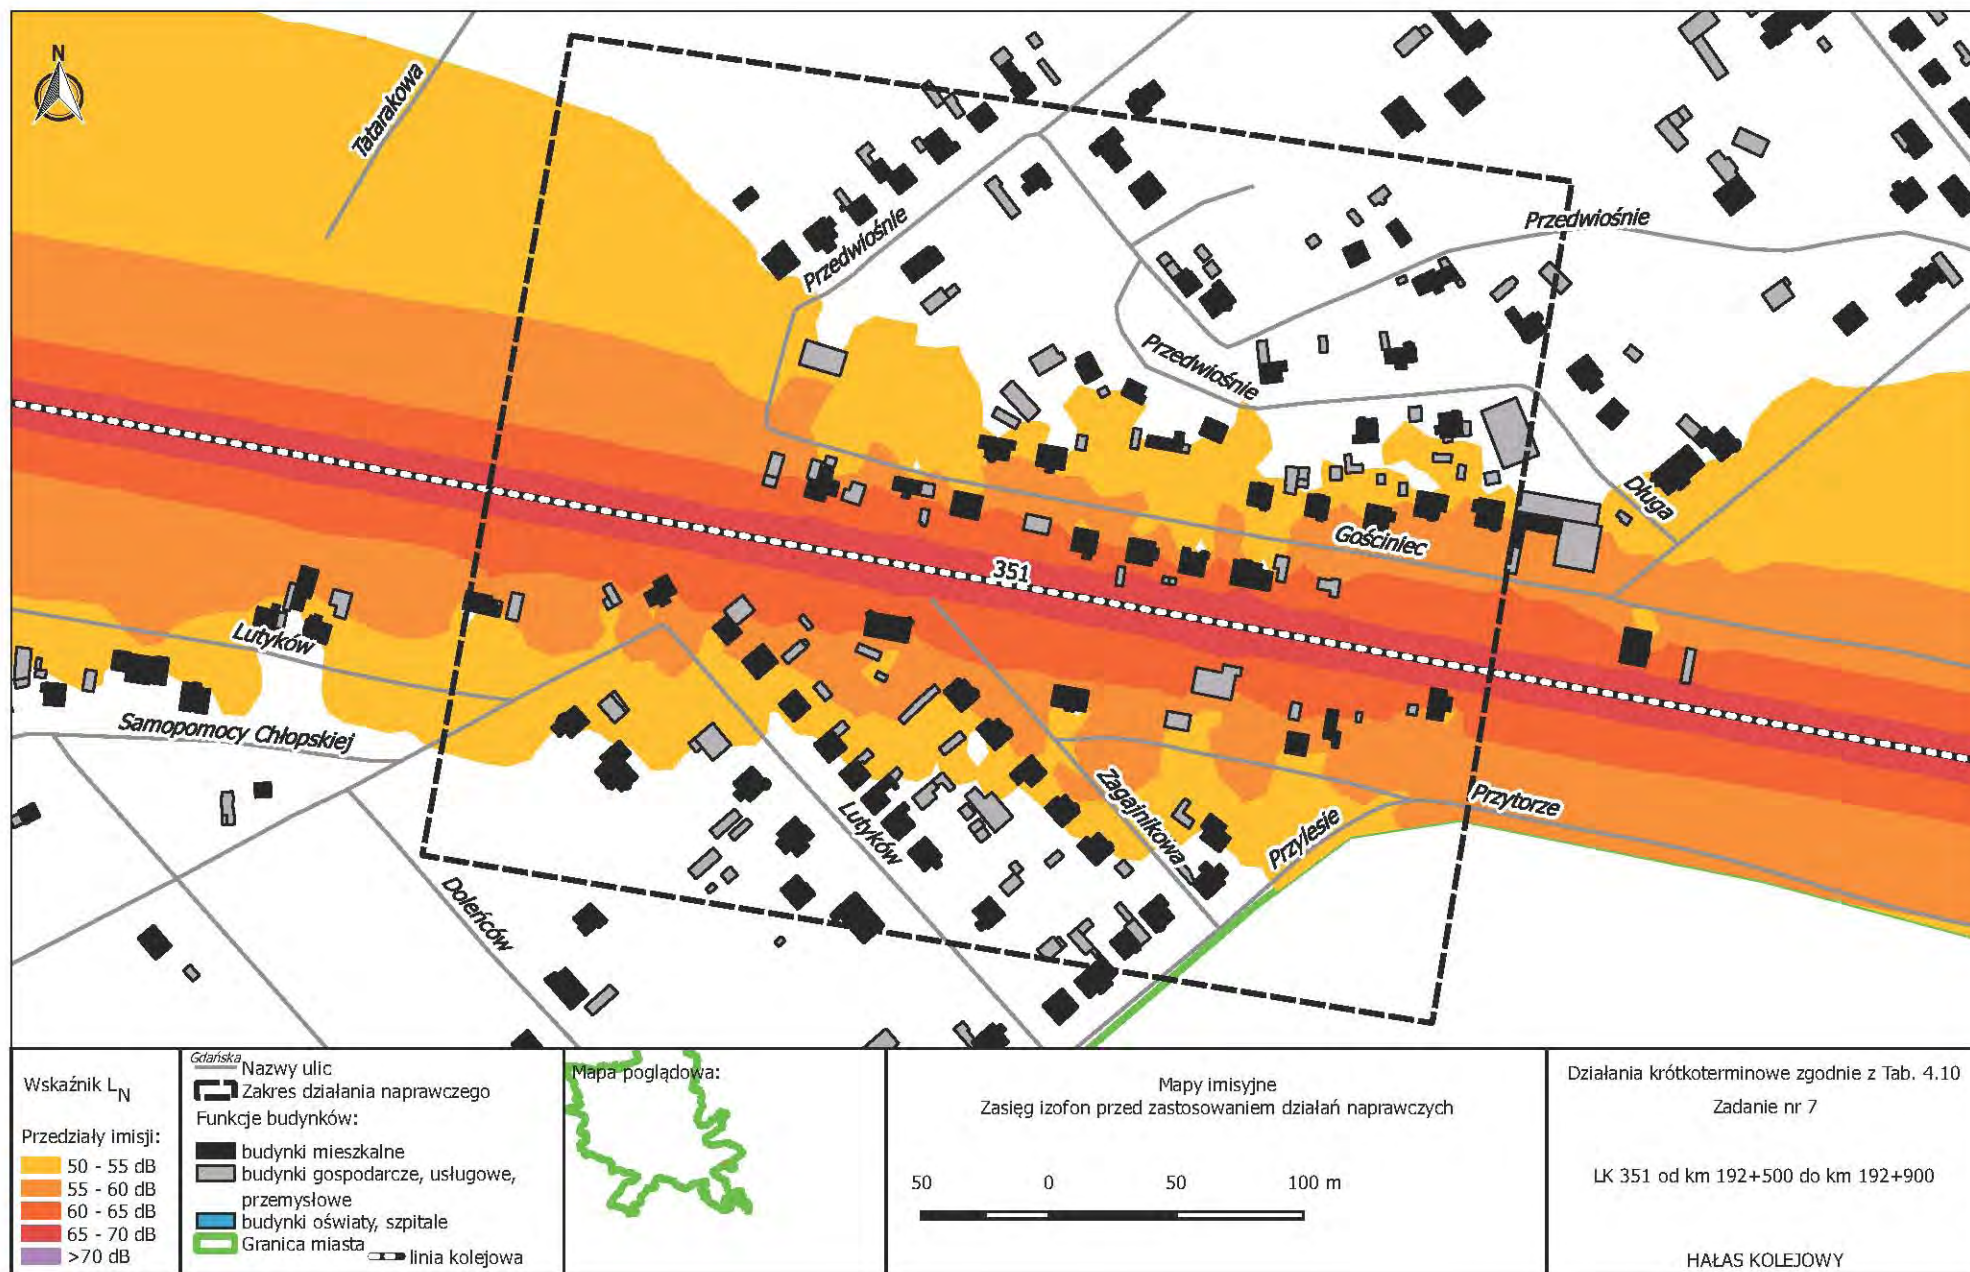 N
Tatarakowa
Przedwiośnie
Przedwiośnie
Przedwiośnie
Długa
Gościniec
351
Lutyków
Samopomocy Chłopskiej
Lutyków
Zagajnikowa
Przylesie
Przytorze
Doleńców
Wskaźnik LN
Przedziały imisji:
50 - 55 dB
55 - 60 dB
60 - 65 dB
65 - 70 dB
>70 dB
Gdańska
Nazwy ulic
Zakres działania naprawczego
Funkcje budynków:
budynki mieszkalne
budynki gospodarcze, usługowe,
przemysłowe
budynki oświaty, szpitale
Granica miasta
linia kolejowa
Mapa poglądowa:
Mapy imisyjne
Zasięg izofon przed zastosowaniem działań naprawczych
50 0 50 100 m
Działania krótkoterminowe zgodnie z Tab. 4.10
Zadanie nr 7
LK 351 od km 192+500 do km 192+900
HAŁAS KOLEJOWY